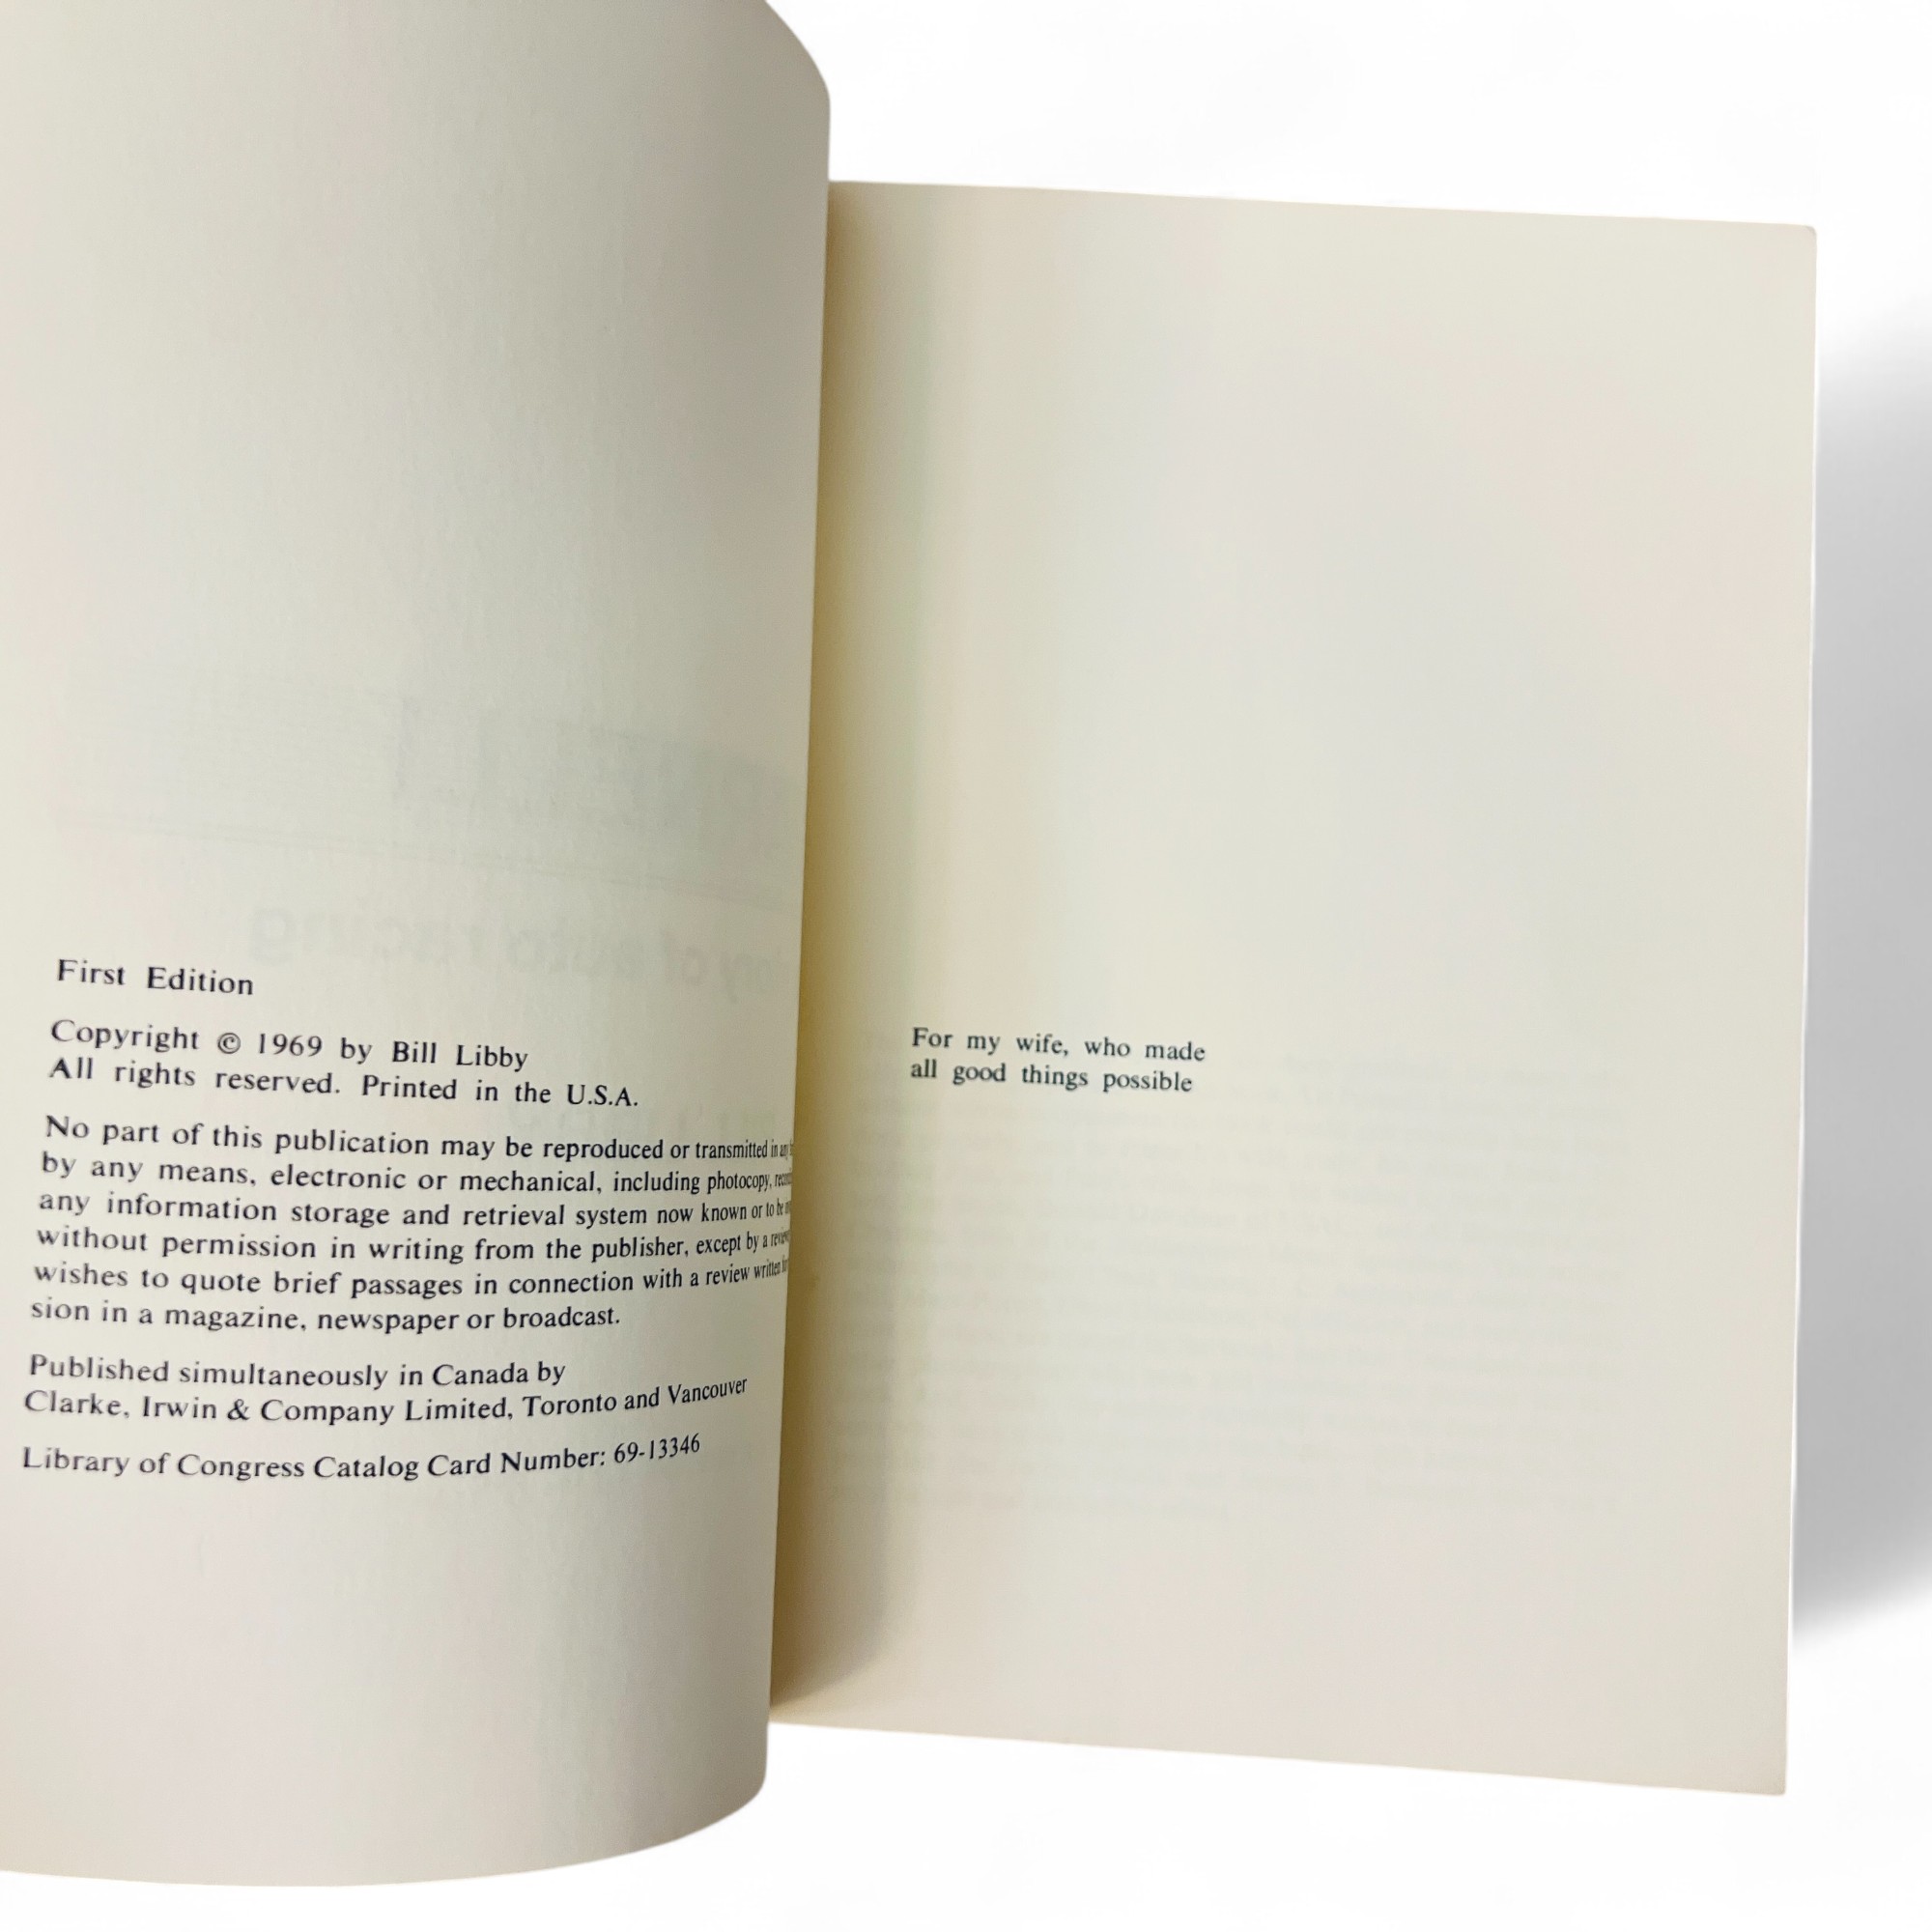 First Edition
Copyright © 1969 by Bill Libby
All rights reserved. Printed in the U.S.A.
No part of this publication may be reproduced or transmitted in any
by any means, electronic or mechanical, including photocopy,
any information storage and retrieval system now known or to be
without permission in writing from the publisher, except by a
wishes to quote brief passages in connection with a review written
sion in a magazine, newspaper or broadcast.
Published simultaneously in Canada by
Clarke, Irwin & Company Limited, Toronto and Vancouver
Library of Congress Catalog Card Number: 69-13346
For my wife, who made
all good things possible